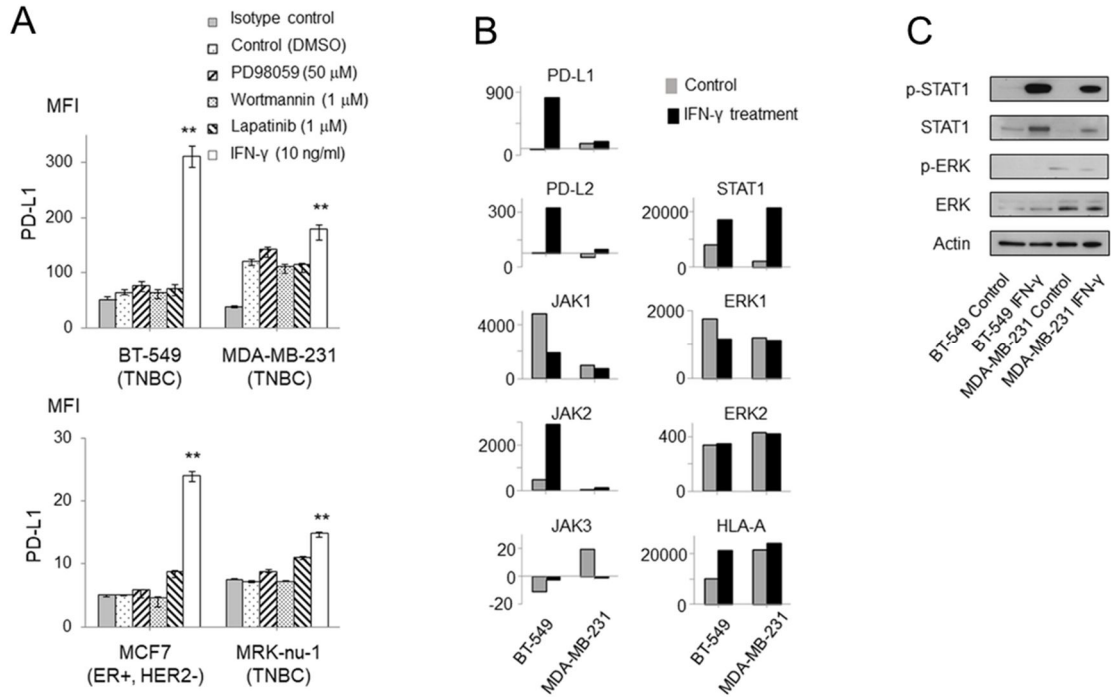 A
Isotype control
Control (DMSO)
PD98059 (50 μM)
Wortmannin (1 μM)
Lapatinib (1 μM)
IFN-γ (10 ng/ml)
MFI
PD-L1
300
200
100
0
**
**
BT-549
(TNBC)
MDA-MB-231
(TNBC)
MFI
PD-L1
30
20
10
0
**
**
MCF7
(ER+, HER2-)
MRK-nu-1
(TNBC)
B
Control
IFN-γ treatment
PD-L1
900
0
PD-L2
300
0
STAT1
20000
0
JAK1
4000
0
ERK1
2000
0
JAK2
2000
0
ERK2
400
0
JAK3
20
0
-20
HLA-A
20000
0
BT-549
MDA-MB-231
BT-549
MDA-MB-231
C
p-STAT1
STAT1
p-ERK
ERK
Actin
BT-549 Control
BT-549 IFN-γ
MDA-MB-231 Control
MDA-MB-231 IFN-γ